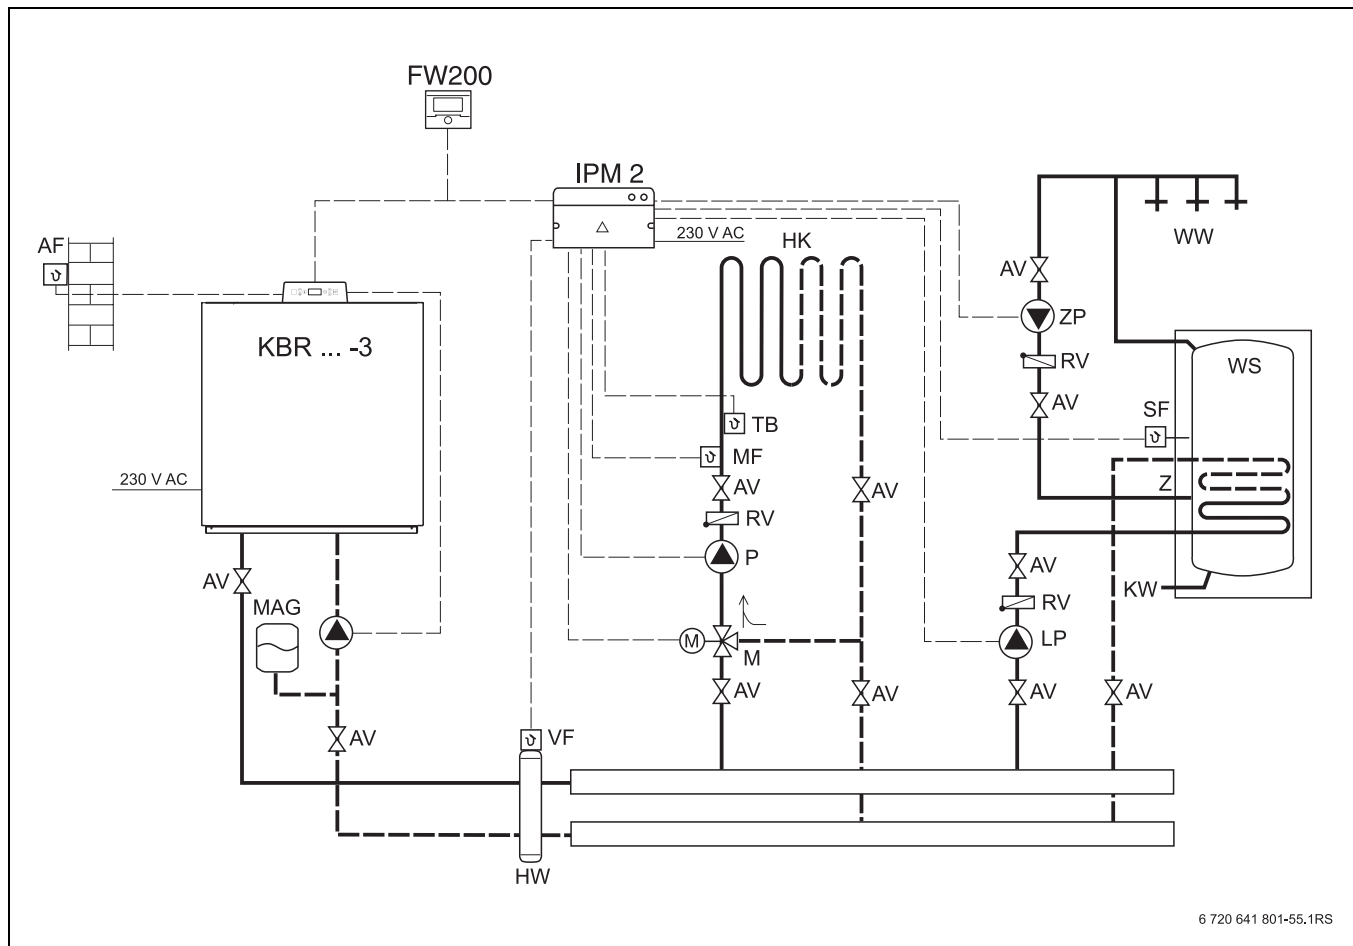 FW200
IPM 2
AF
230 V AC
HK
WW
AV
ZP
KBR ... -3
RV
WS
AV
SF
TB
MF
230 V AC
AV
AV
Z
RV
P
AV
AV
KW
MAG
RV
M
M
LP
AV
AV
AV
AV
AV
VF
HW
6 720 641 801-55.1RS